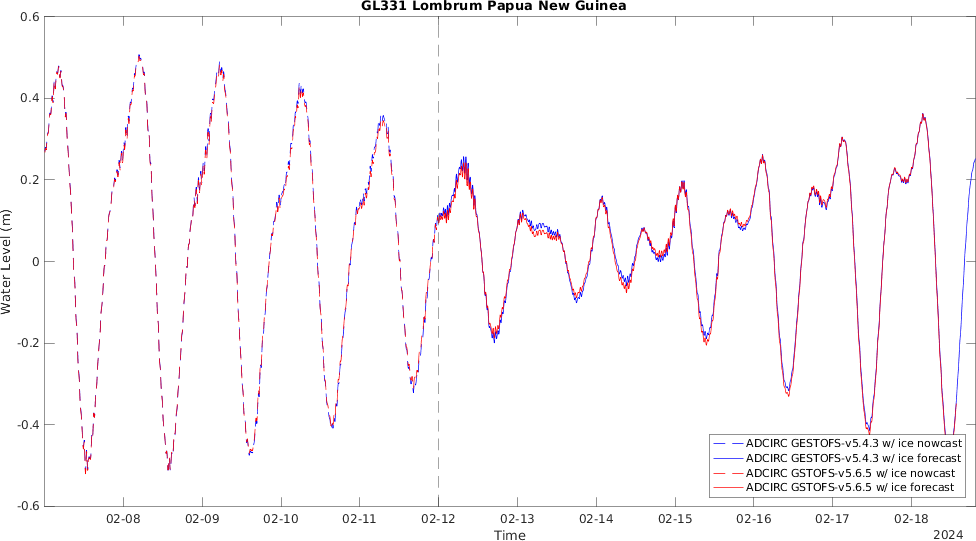 GL331 Lombrum Papua New Guinea
0.6
0.4
0.2
0
-0.2
-0.4
-0.6
Water Level (m)
02-08 02-09 02-10 02-11 02-12 02-13 02-14 02-15 02-16 02-17 02-18
Time
2024
ADCIRC GESTOFS-v5.4.3 w/ ice nowcast
ADCIRC GESTOFS-v5.4.3 w/ ice forecast
ADCIRC GSTOFS-v5.6.5 w/ ice nowcast
ADCIRC GSTOFS-v5.6.5 w/ ice forecast